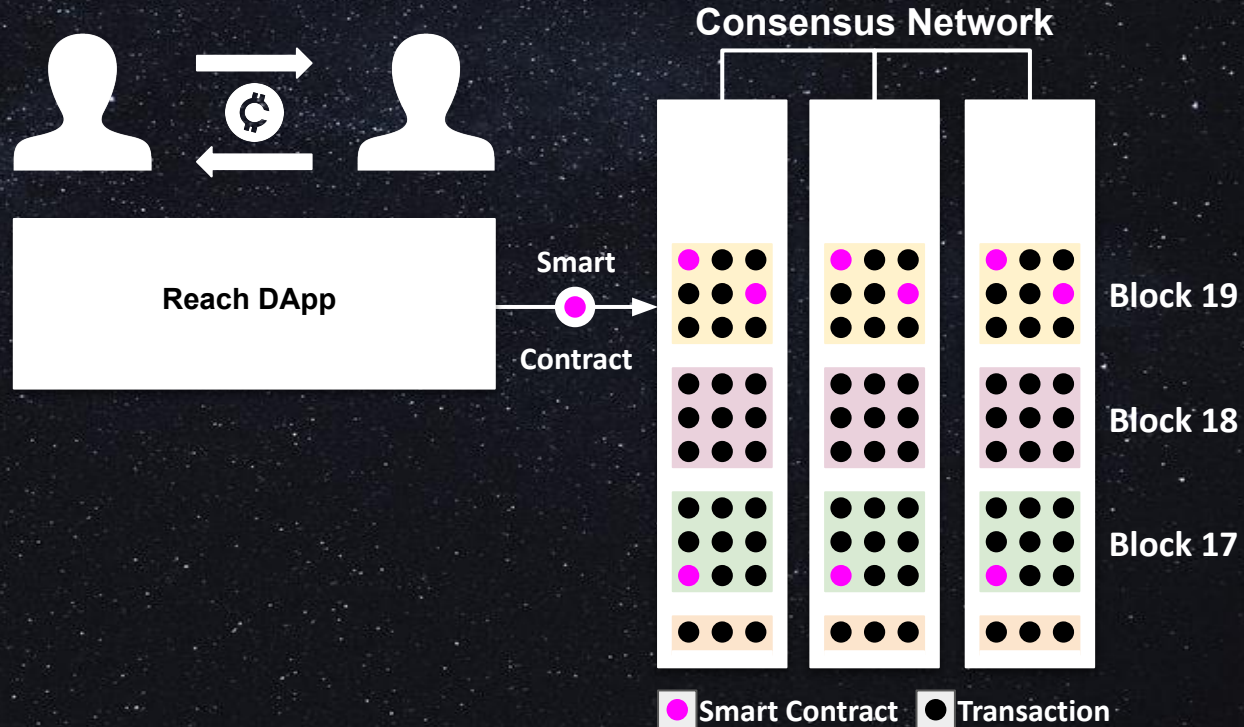 Consensus Network
Reach DApp
Smart
Contract
Block 19
Block 18
Block 17
Smart Contract
Transaction